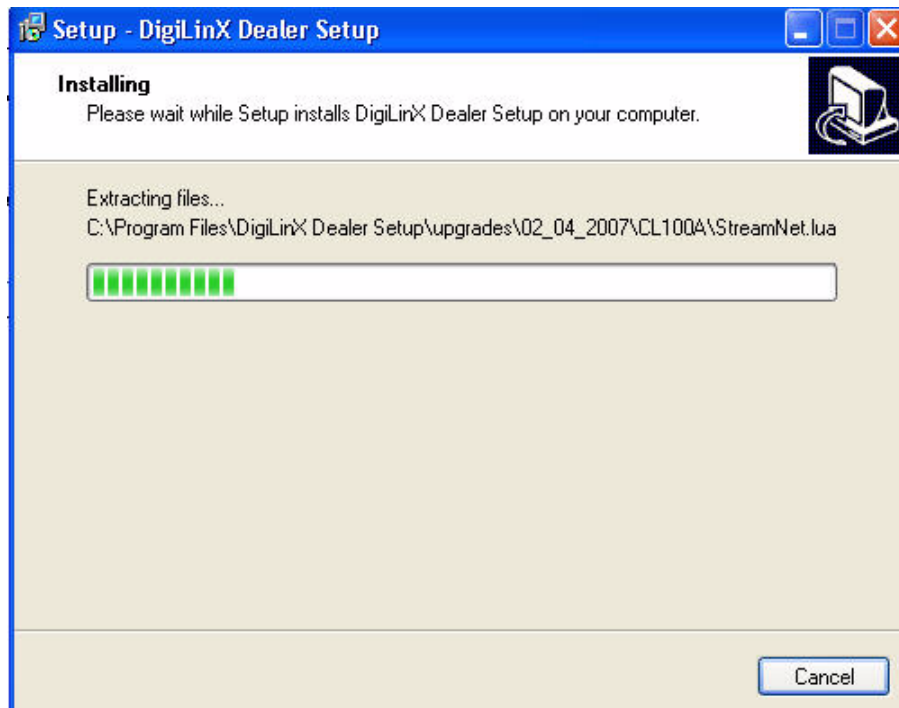 Setup - DigiLinX Dealer Setup
Installing
Please wait while Setup installs DigiLinX Dealer Setup on your computer.
Extracting files...
C:\Program Files\DigiLinX Dealer Setup\upgrades\02_04_2007\CL100A\StreamNet.lua
Cancel